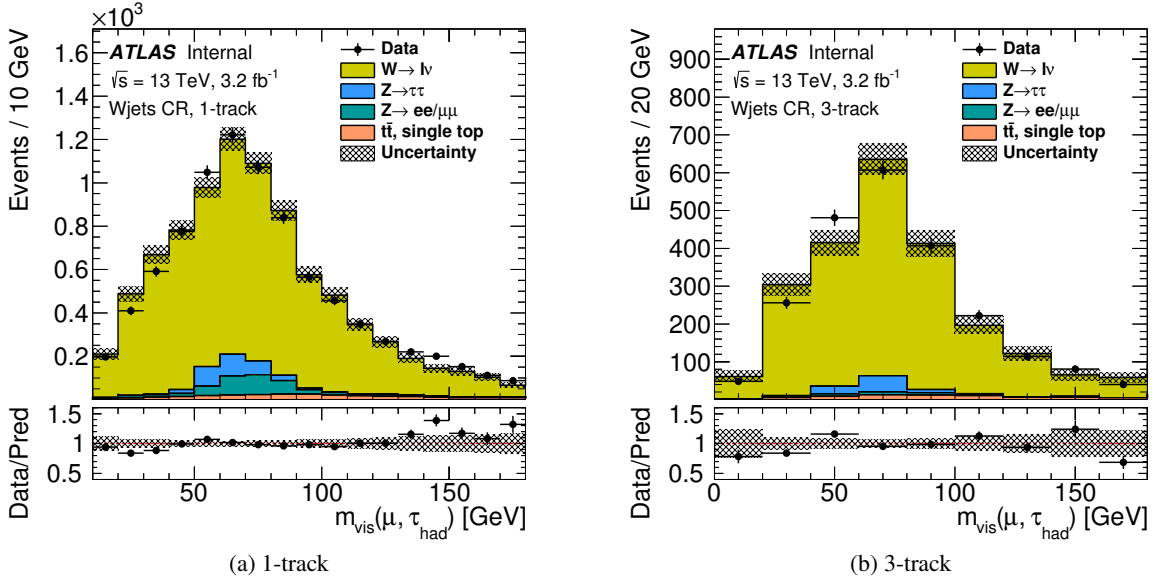 ×10³
Events / 10 GeV
1.6
1.4
1.2
1
0.8
0.6
0.4
0.2
ATLAS Internal
√s = 13 TeV, 3.2 fb⁻¹
Wjets CR, 1-track
Data
W→ lν
Z→ττ
Z→ ee/μμ
tt̄, single top
Uncertainty
Data/Pred
1.5
1
0.5
50 100 150
m_vis(μ, τ_had) [GeV]
(a) 1-track
Events / 20 GeV
900
800
700
600
500
400
300
200
100
ATLAS Internal
√s = 13 TeV, 3.2 fb⁻¹
Wjets CR, 3-track
Data
W→ lν
Z→ττ
Z→ ee/μμ
tt̄, single top
Uncertainty
Data/Pred
1.5
1
0.5
0 50 100 150
m_vis(μ, τ_had) [GeV]
(b) 3-track